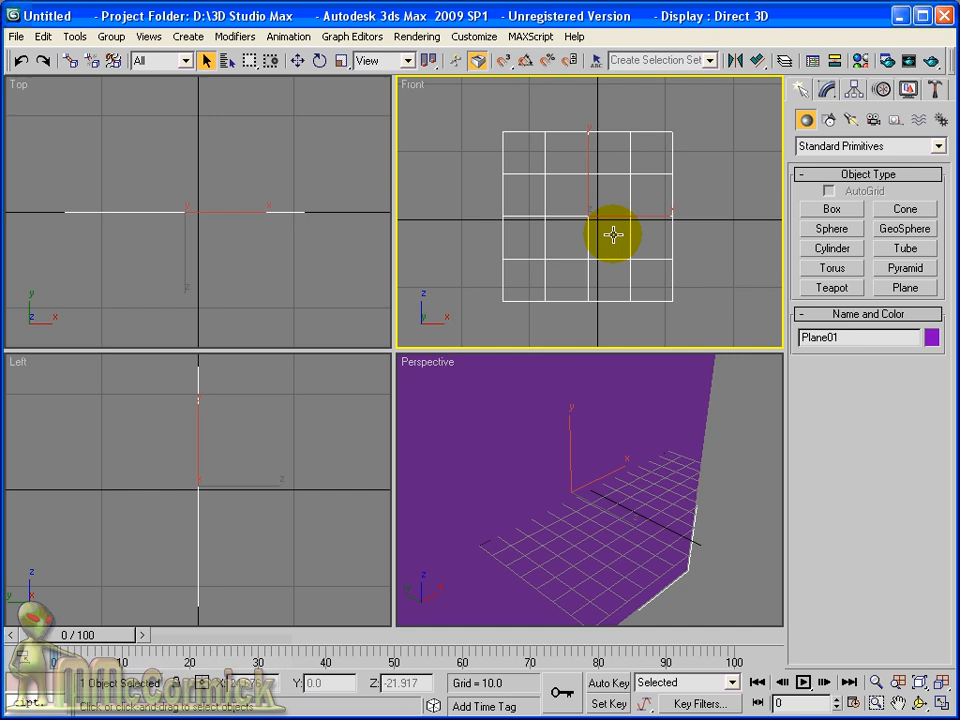 Untitled - Project Folder: D:\3D Studio Max - Autodesk 3ds Max 2009 SP1 - Unregistered Version - Display : Direct 3D
File Edit Tools Group Views Create Modifiers Animation Graph Editors Rendering Customize MAXScript Help
All View Create Selection Set
Top Front
y x
y x
z
y
z x
z
y x
- Object Type
AutoGrid
Box Cone
Sphere GeoSphere
Cylinder Tube
Torus Pyramid
Teapot Plane
- Name and Color
Plane01
Standard Primitives
Left Perspective
z
z
y x
y
x
z
< 0 / 100 >
10 20 30 40 50 60 70 80 90 100
1 Object Selected Y: 0.0 Z: -21.917 Grid = 10.0 Auto Key Selected
McCormick
Click or click-and-drag to select objects Add Time Tag Set Key Key Filters... 0